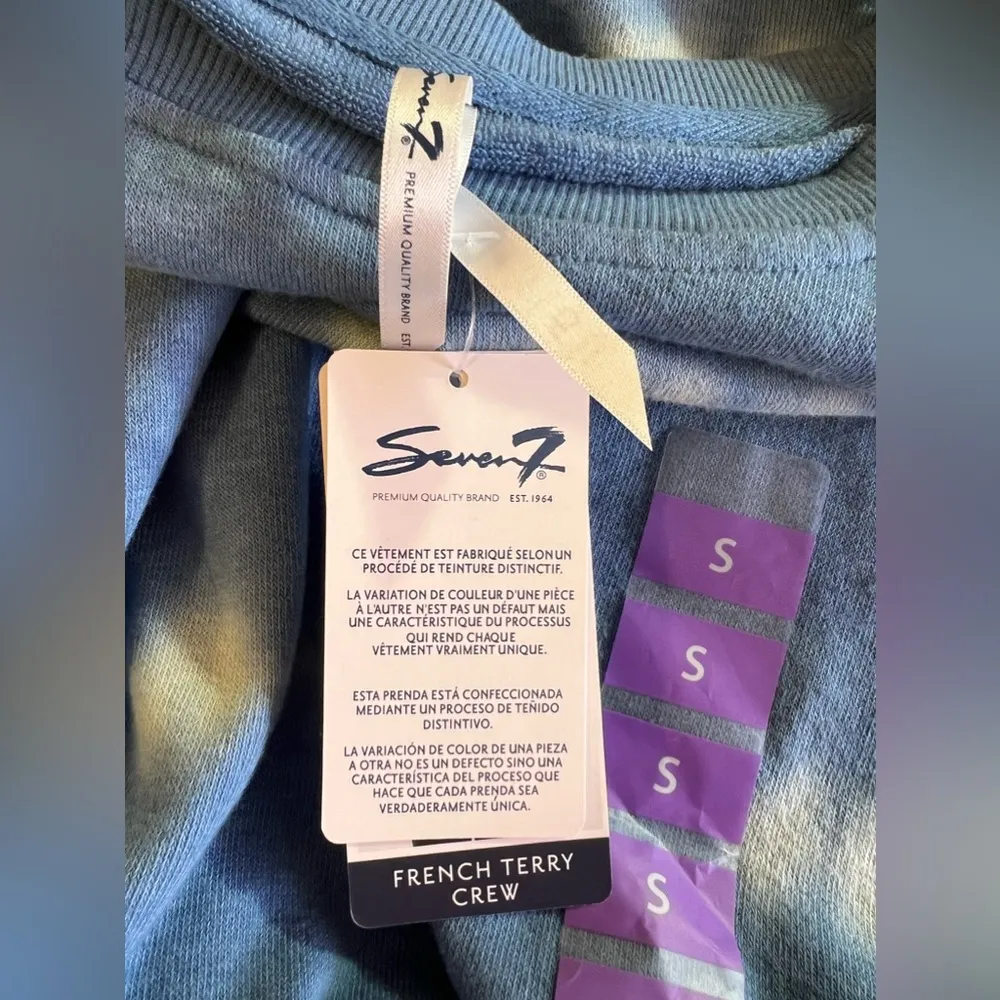 Seven7®
PREMIUM QUALITY BRAND EST.
Seven7®
PREMIUM QUALITY BRAND EST. 1964
CE VÊTEMENT EST FABRIQUÉ SELON UN
PROCÉDÉ DE TEINTURE DISTINCTIF.
LA VARIATION DE COULEUR D'UNE PIÈCE
À L'AUTRE N'EST PAS UN DÉFAUT MAIS
UNE CARACTÉRISTIQUE DU PROCESSUS
QUI REND CHAQUE
VÊTEMENT VRAIMENT UNIQUE.
ESTA PRENDA ESTÁ CONFECCIONADA
MEDIANTE UN PROCESO DE TEÑIDO
DISTINTIVO.
LA VARIACIÓN DE COLOR DE UNA PIEZA
A OTRA NO ES UN DEFECTO SINO UNA
CARACTERÍSTICA DEL PROCESO QUE
HACE QUE CADA PRENDA SEA
VERDADERAMENTE ÚNICA.
FRENCH TERRY
CREW
S
S
S
S